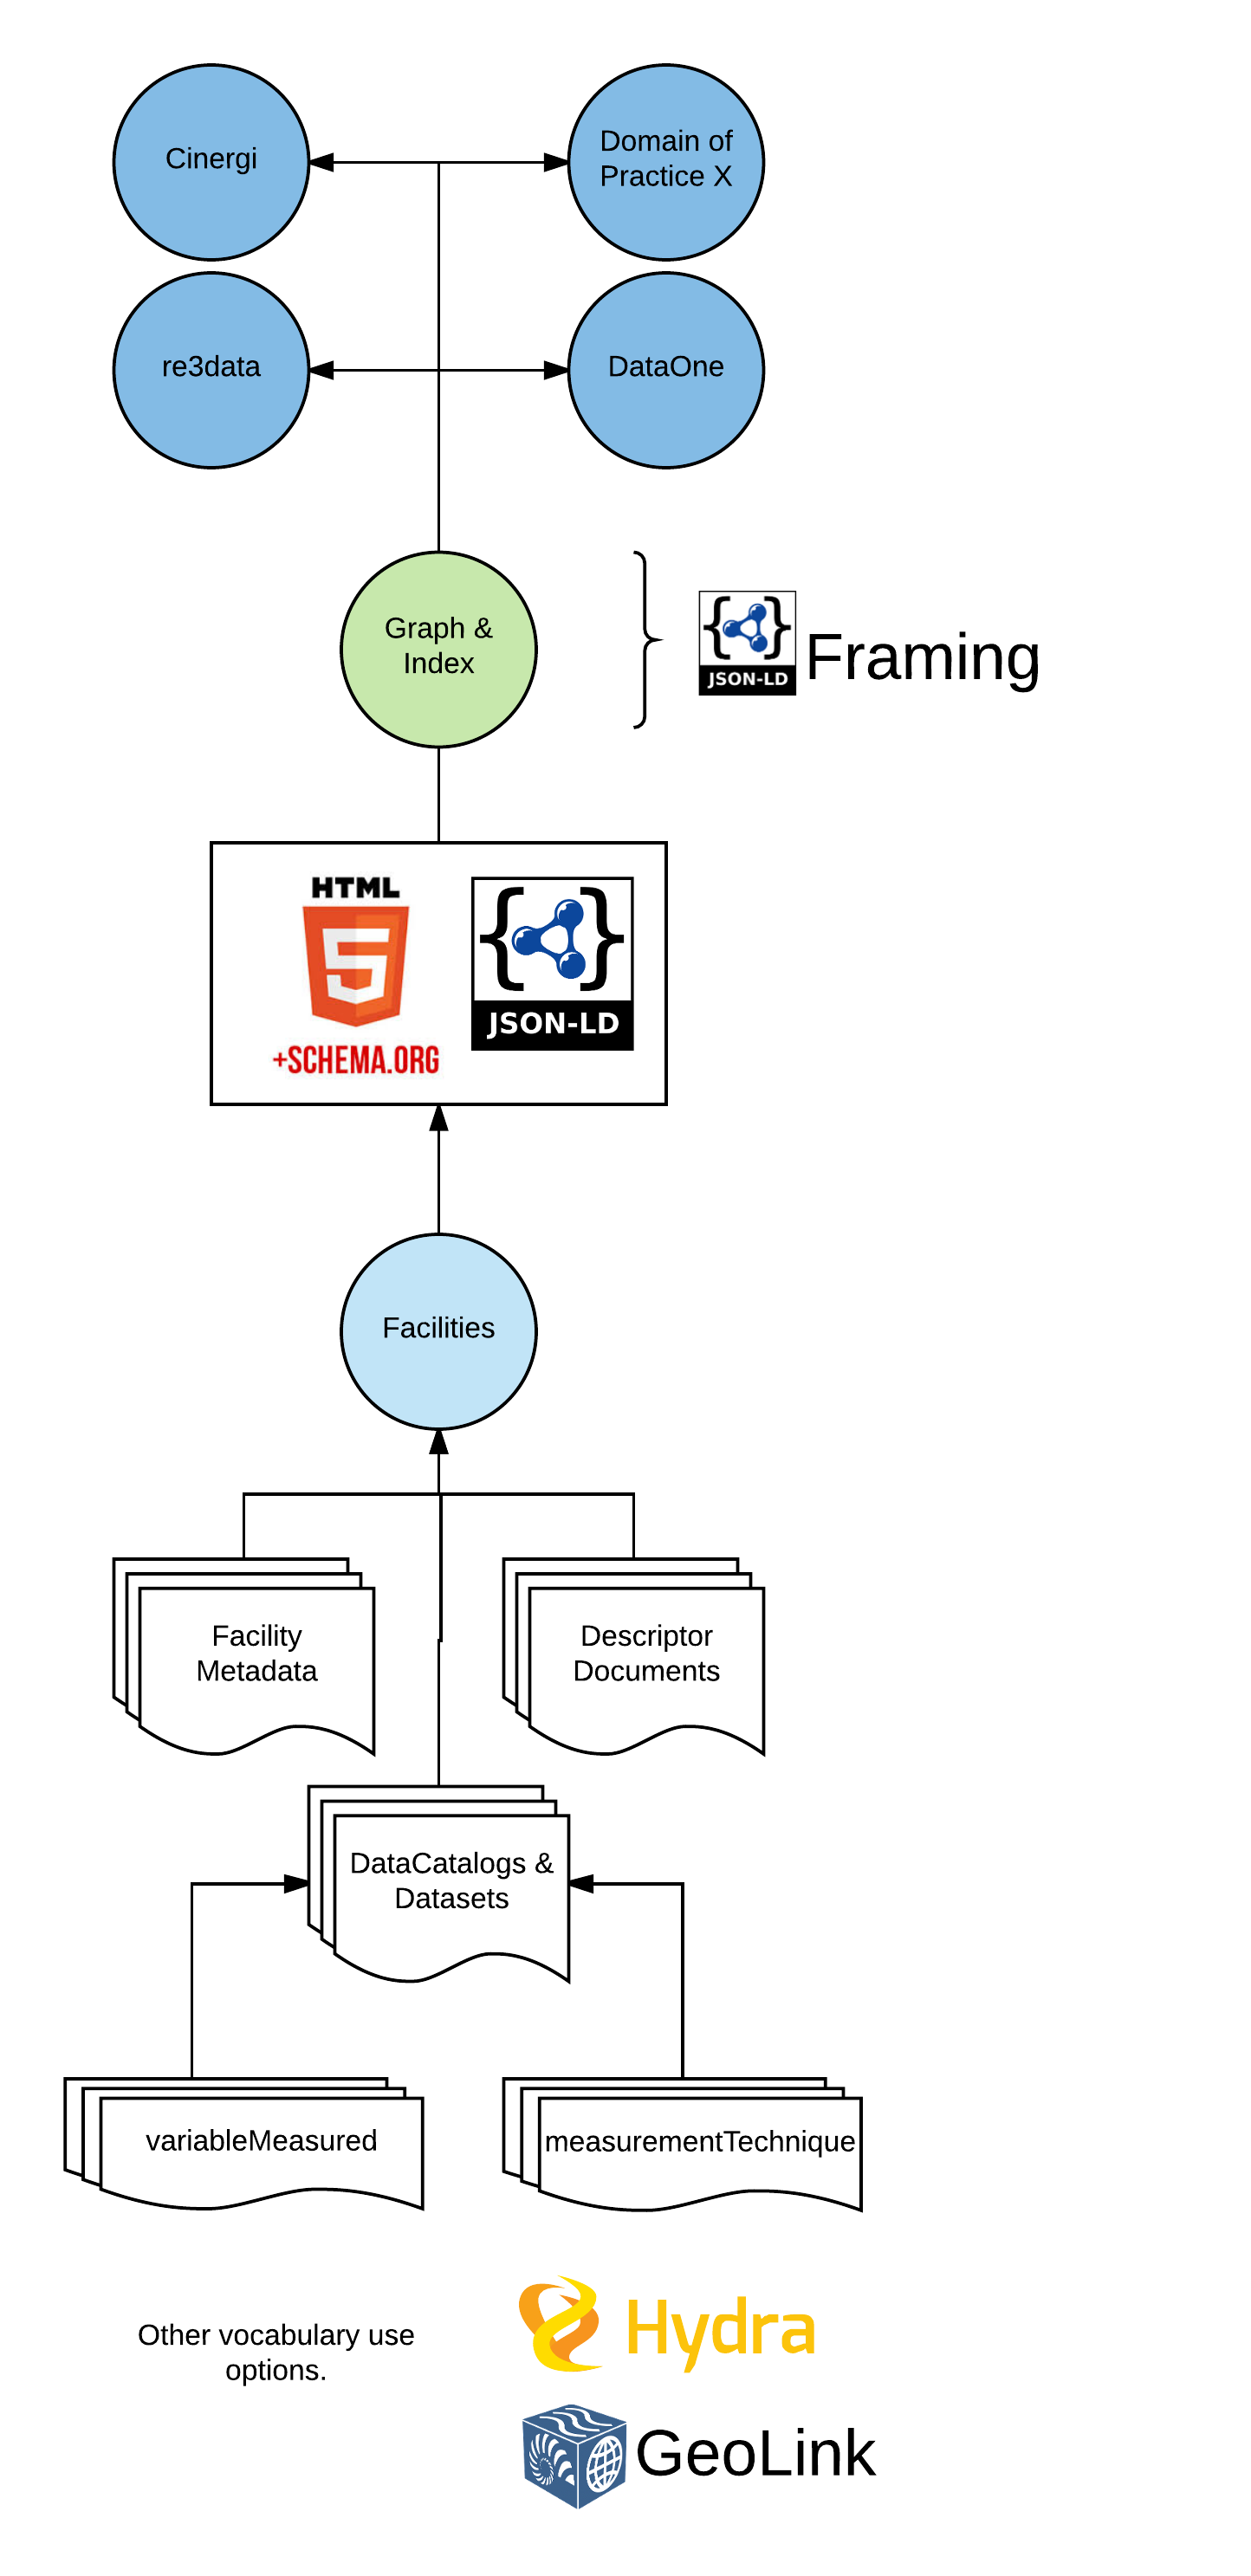 Cinergi
Domain of
Practice X
re3data
DataOne
Graph &
Index
JSON-LD
Framing
HTML
5
+SCHEMA.ORG
JSON-LD
Facilities
Facility
Metadata
Descriptor
Documents
DataCatalogs &
Datasets
variableMeasured
measurementTechnique
Other vocabulary use
options.
Hydra
GeoLink